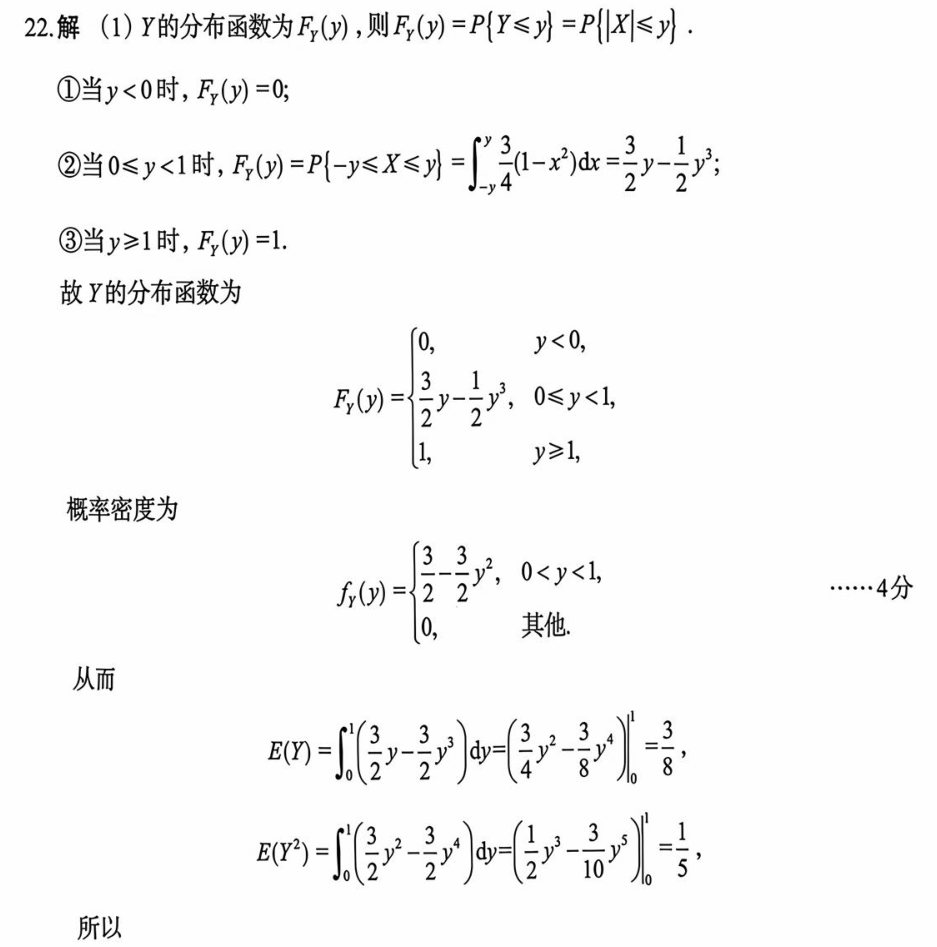 22.解 (1) Y的分布函数为F_Y(y),则F_Y(y)=P{Y≤y}=P{|X|≤y}.
①当y<0时, F_Y(y)=0;
②当0≤y<1时, F_Y(y)=P{-y≤X≤y}=∫_{-y}^{y} 3/4(1-x²)dx=3/2 y-1/2 y³;
③当y≥1时, F_Y(y)=1.
故Y的分布函数为
F_Y(y)={0, y<0,
3/2 y-1/2 y³, 0≤y<1,
1, y≥1,
概率密度为
f_Y(y)={3/2-3/2 y², 0<y<1,
0, 其他.
……4分
从而
E(Y)=∫_0^1(3/2 y-3/2 y³)dy=(3/4 y²-3/8 y⁴)|_0^1=3/8,
E(Y²)=∫_0^1(3/2 y²-3/2 y⁴)dy=(1/2 y³-3/10 y⁵)|_0^1=1/5,
所以